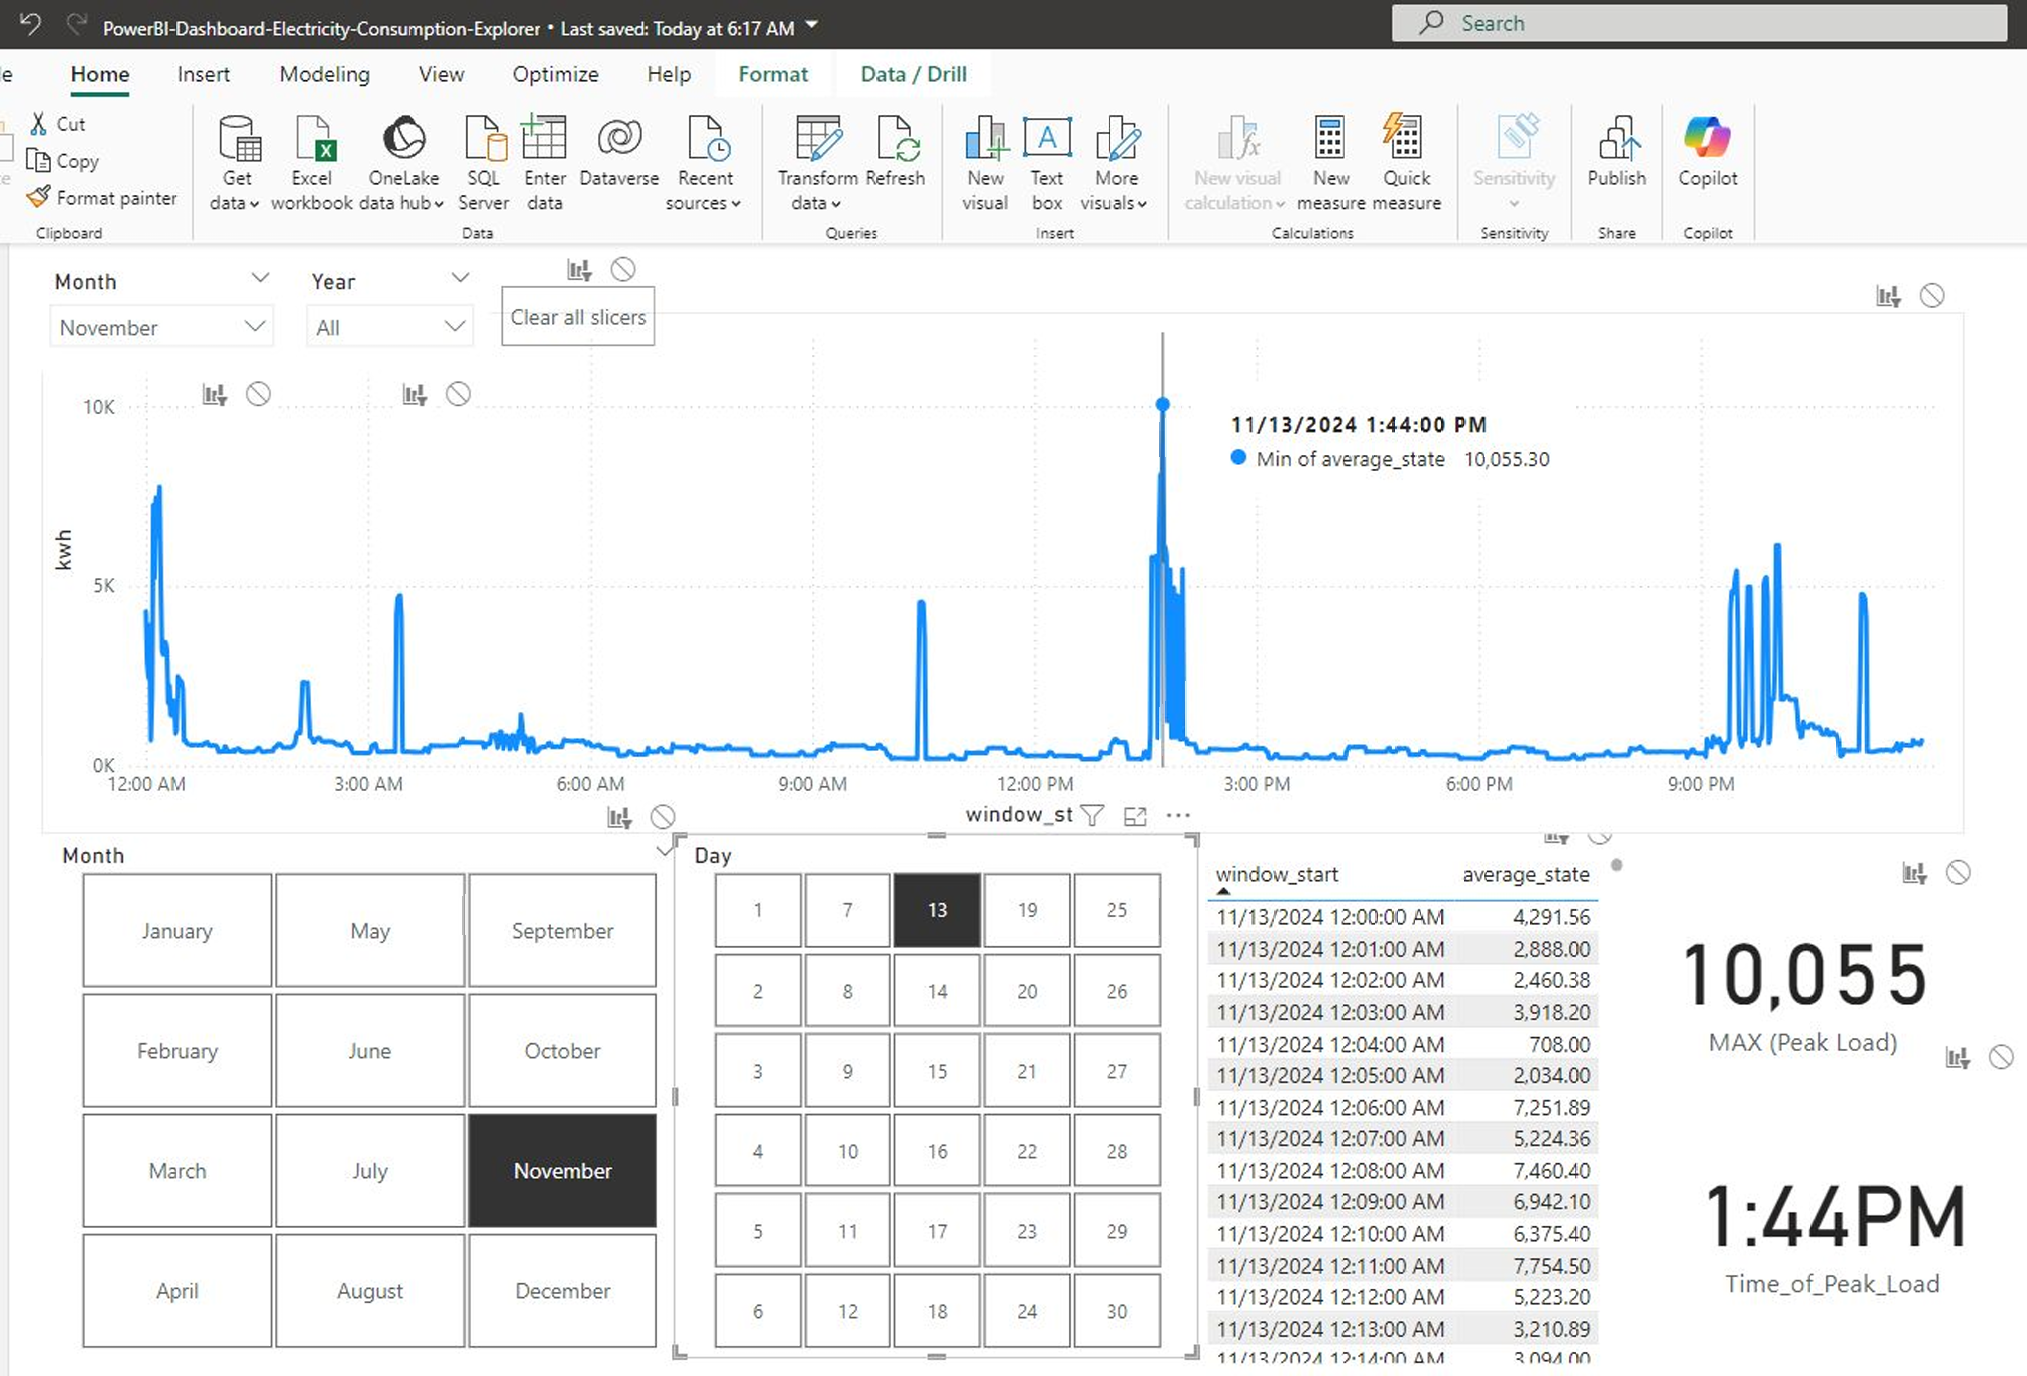 PowerBI-Dashboard-Electricity-Consumption-Explorer • Last saved: Today at 6:17 AM
Search
Home Insert Modeling View Optimize Help Format Data / Drill
Cut
Copy
Format painter
Clipboard
Get data
Excel workbook
OneLake data hub
SQL Server
Enter data
Dataverse
Recent sources
Data
Transform data
Refresh
Queries
New visual
Text box
More visuals
Insert
New visual calculation
New measure
Quick measure
Calculations
Sensitivity
Sensitivity
Publish
Share
Copilot
Copilot
Month
November
Year
All
Clear all slicers
11/13/2024 1:44:00 PM
Min of average_state 10,055.30
kwh
10K
5K
0K
12:00 AM 3:00 AM 6:00 AM 9:00 AM 12:00 PM 3:00 PM 6:00 PM 9:00 PM
window_st
Month
January May September
February June October
March July November
April August December
Day
1 7 13 19 25
2 8 14 20 26
3 9 15 21 27
4 10 16 22 28
5 11 17 23 29
6 12 18 24 30
window_start average_state
11/13/2024 12:00:00 AM 4,291.56
11/13/2024 12:01:00 AM 2,888.00
11/13/2024 12:02:00 AM 2,460.38
11/13/2024 12:03:00 AM 3,918.20
11/13/2024 12:04:00 AM 708.00
11/13/2024 12:05:00 AM 2,034.00
11/13/2024 12:06:00 AM 7,251.89
11/13/2024 12:07:00 AM 5,224.36
11/13/2024 12:08:00 AM 7,460.40
11/13/2024 12:09:00 AM 6,942.10
11/13/2024 12:10:00 AM 6,375.40
11/13/2024 12:11:00 AM 7,754.50
11/13/2024 12:12:00 AM 5,223.20
11/13/2024 12:13:00 AM 3,210.89
11/13/2024 12:14:00 AM 3,094.00
10,055
MAX (Peak Load)
1:44PM
Time_of_Peak_Load